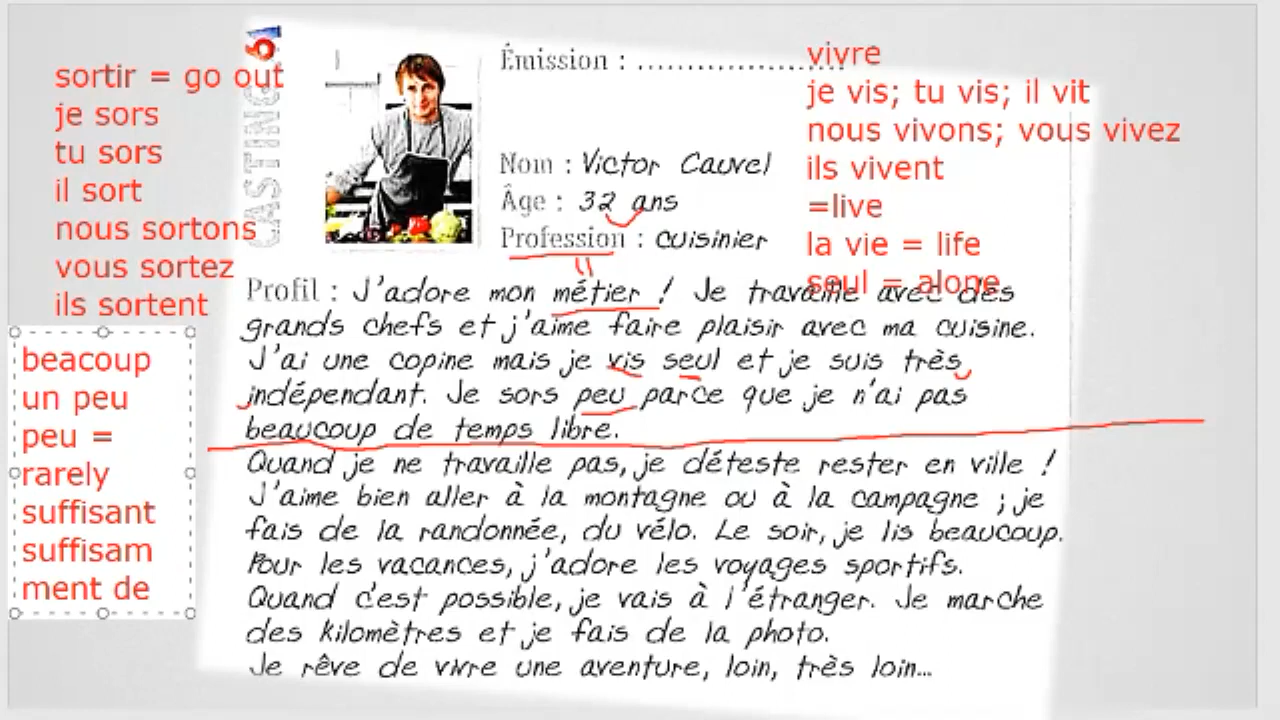 sortir = go out
je sors
tu sors
il sort
nous sortons
vous sortez
ils sortent
beacoup
un peu
peu =
rarely
suffisant
suffisam
ment de
CASTING
Émission : ......................
Nom : Victor Cauvel
Âge : 32 ans
Profession : cuisinier
vivre
je vis; tu vis; il vit
nous vivons; vous vivez
ils vivent
=live
la vie = life
seul = alone
Profil : J'adore mon métier ! Je travaille avec des
grands chefs et j'aime faire plaisir avec ma cuisine.
J'ai une copine mais je vis seul et je suis très
indépendant. Je sors peu parce que je n'ai pas
beaucoup de temps libre.
Quand je ne travaille pas, je déteste rester en ville !
J'aime bien aller à la montagne ou à la campagne ; je
fais de la randonnée, du vélo. Le soir, je lis beaucoup.
Pour les vacances, j'adore les voyages sportifs.
Quand c'est possible, je vais à l'étranger. Je marche
des kilomètres et je fais de la photo.
Je rêve de vivre une aventure, loin, très loin...